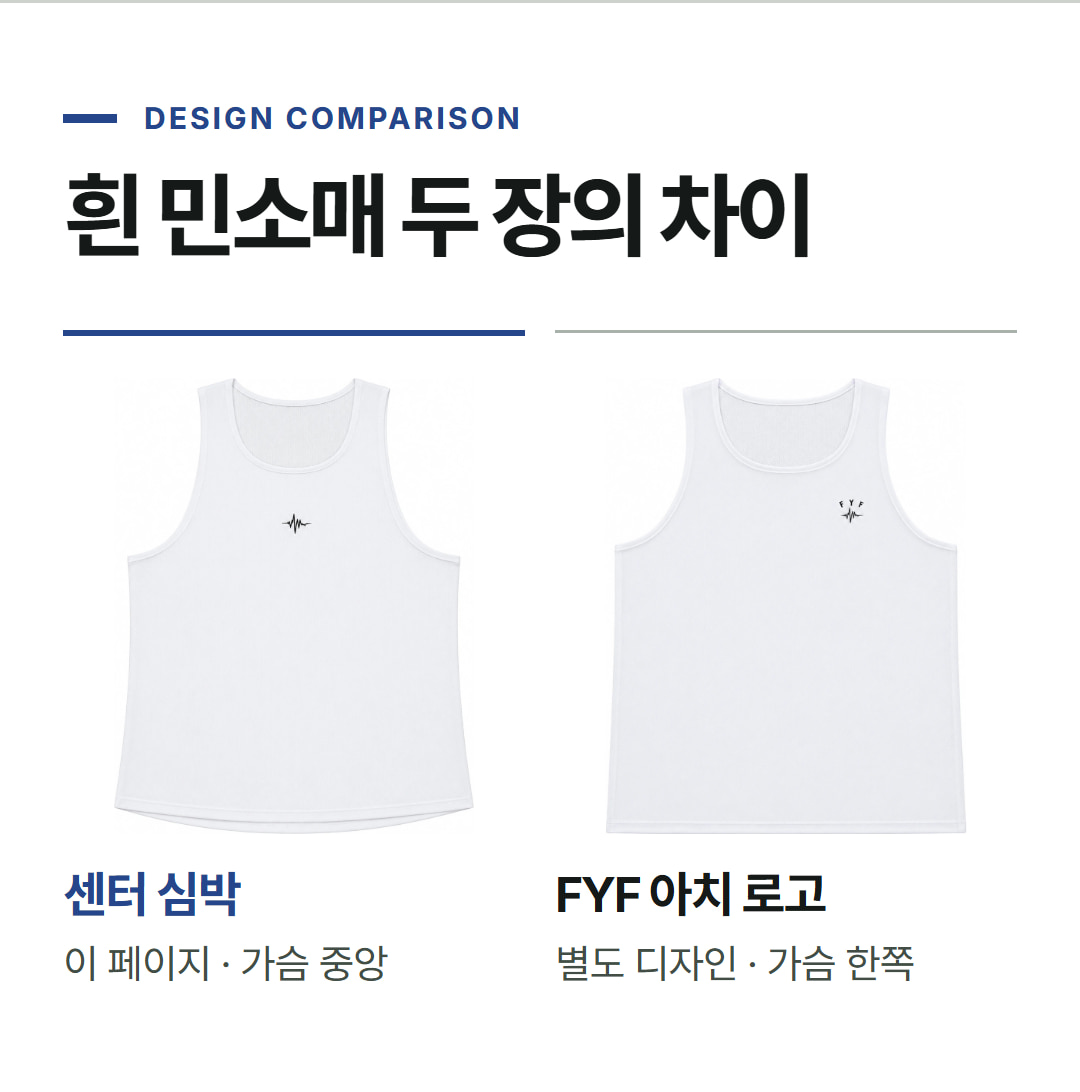 DESIGN COMPARISON
흰 민소매 두 장의 차이
FYF
센터 심박
이 페이지 · 가슴 중앙
FYF 아치 로고
별도 디자인 · 가슴 한쪽